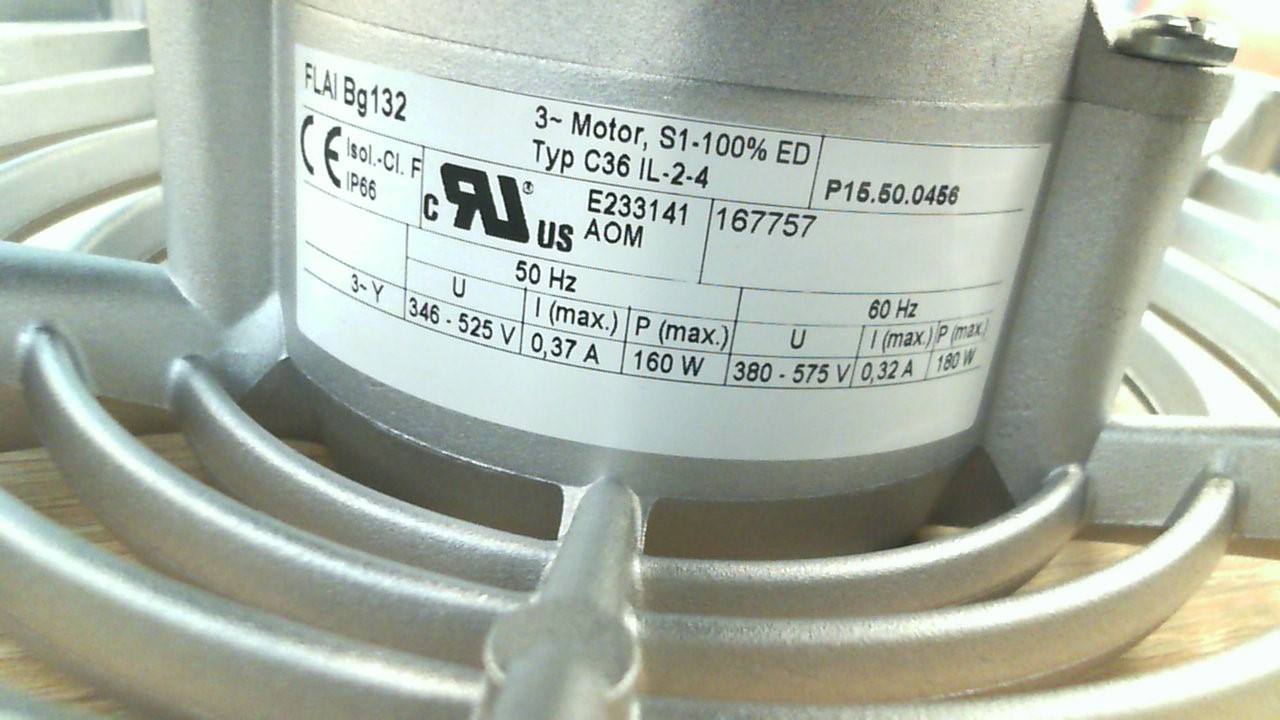 FLAI Bg132
3~ Motor, S1-100% ED
Typ C36 IL-2-4
P15.50.0456
CE Isol.-Cl. F
IP66
c RU ® US
E233141
AOM
167757
50 Hz
60 Hz
3~ Y
U I (max.) P (max.) U I (max.) P (max.)
346 - 525 V 0,37 A 160 W 380 - 575 V 0,32 A 180 W